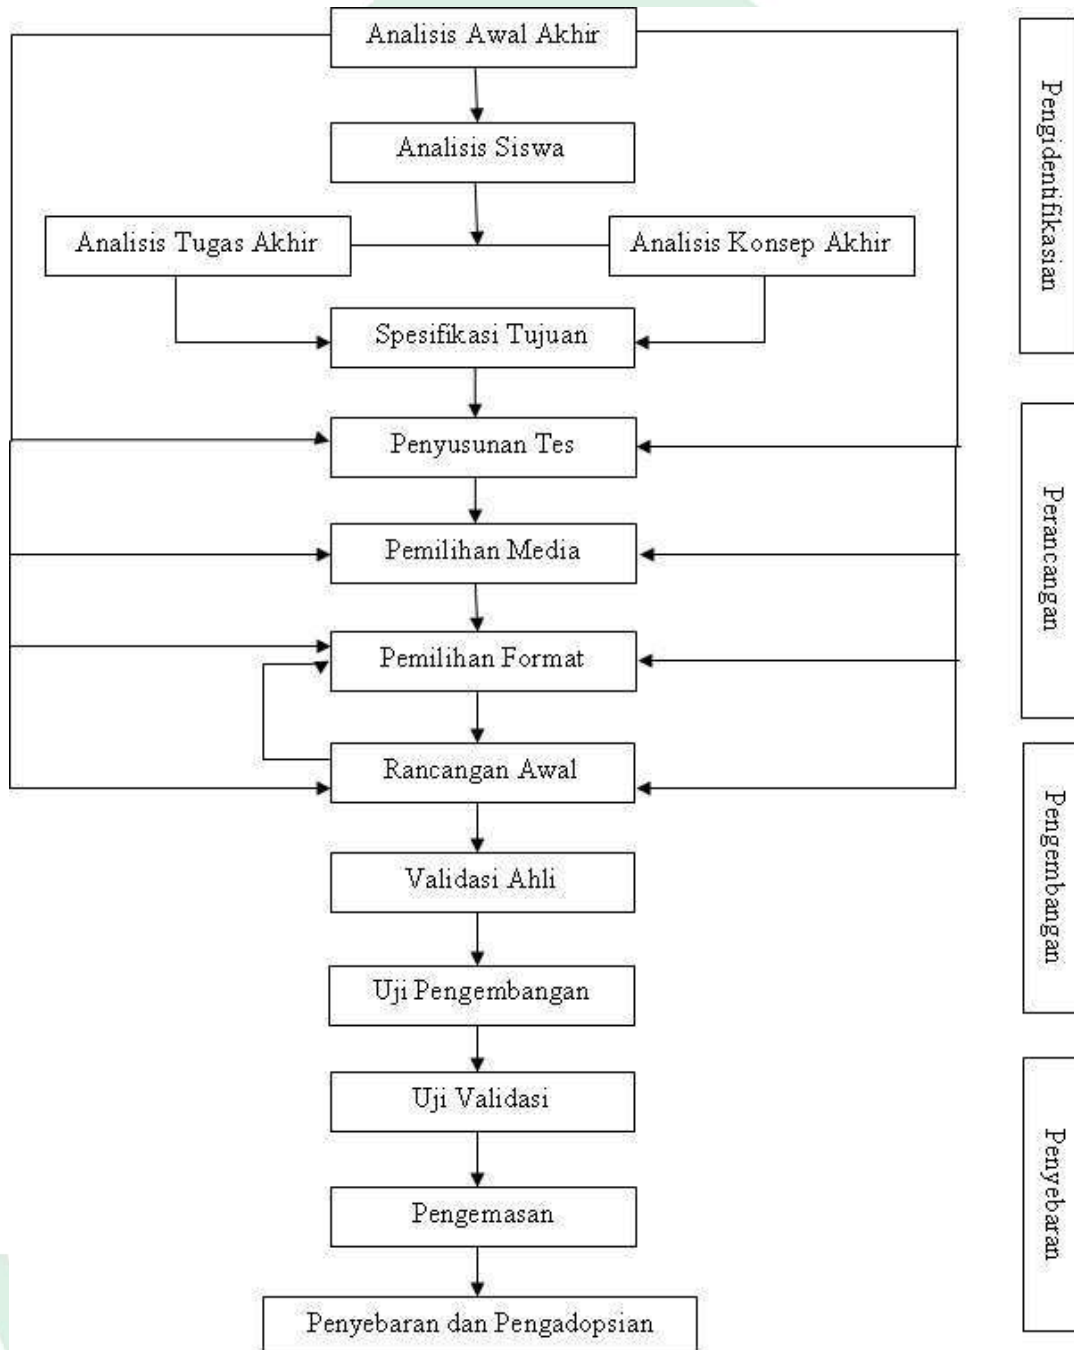 Analisis Awal Akhir
Analisis Siswa
Analisis Tugas Akhir
Analisis Konsep Akhir
Spesifikasi Tujuan
Penyusunan Tes
Pemilihan Media
Pemilihan Format
Rancangan Awal
Validasi Ahli
Uji Pengembangan
Uji Validasi
Pengemasan
Penyebaran dan Pengadopsian
Pengidentifikasian
Perancangan
Pengembangan
Penyebaran